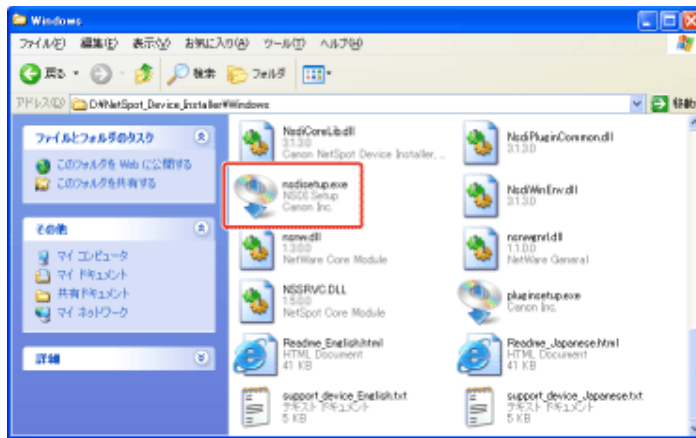 Windows
ファイル(F) 編集(E) 表示(V) お気に入り(A) ツール(T) ヘルプ(H)
戻る 検索 フォルダ
アドレス(D) D:¥NetSpot_Device_Installer¥Windows 移動
ファイルとフォルダのタスク
このフォルダを Web に公開する
このフォルダを共有する
その他
マイ コンピュータ
マイ ドキュメント
共有ドキュメント
マイ ネットワーク
詳細
NsdiCoreLib.dll
3.1.3.0
Canon NetSpot Device Installer, ...
NsdiPluginCommon.dll
3.1.3.0
nsdisetup.exe
NSDI Setup
Canon Inc.
NsdiWinEnv.dll
3.1.3.0
nsnw.dll
1.3.0.0
NetWare Core Module
nsnwgnrl.dll
1.1.0.0
NetWare General
NSSRVC.DLL
1.5.0.0
NetSpot Core Module
pluginsetup.exe
Canon Inc.
Readme_English.html
HTML Document
41 KB
Readme_Japanese.html
HTML Document
41 KB
support_device_English.txt
テキスト ドキュメント
5 KB
support_device_Japanese.txt
テキスト ドキュメント
5 KB